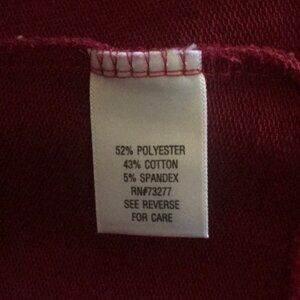 52% POLYESTER
43% COTTON
5% SPANDEX
RN#73277
SEE REVERSE
FOR CARE